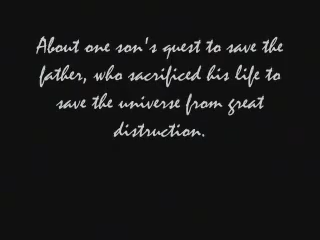 About one son's quest to save the
father, who sacrificed his life to
save the universe from great
distruction.